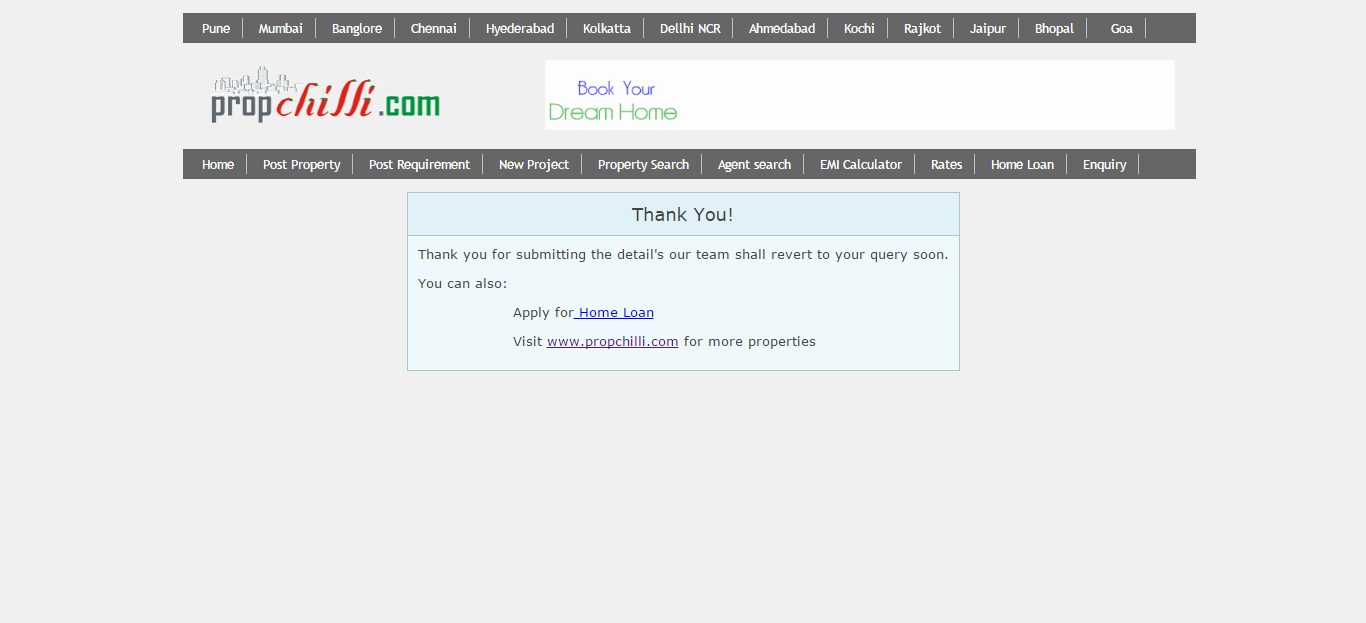 Pune Mumbai Banglore Chennai Hyederabad Kolkatta Dellhi NCR Ahmedabad Kochi Rajkot Jaipur Bhopal Goa
propchilli.com
Book Your
Dream Home
Home Post Property Post Requirement New Project Property Search Agent search EMI Calculator Rates Home Loan Enquiry
Thank You!
Thank you for submitting the detail's our team shall revert to your query soon.
You can also:
Apply for Home Loan
Visit www.propchilli.com for more properties